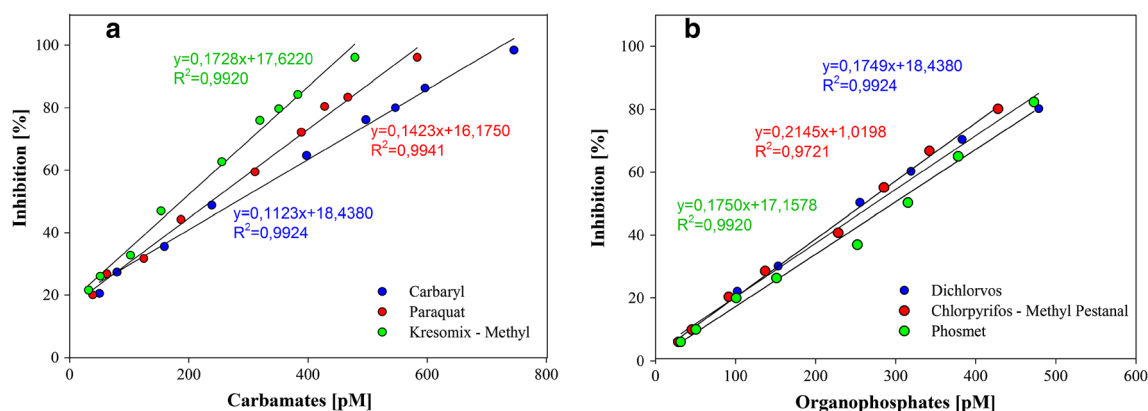 a
y=0,1728x+17,6220
R²=0,9920
y=0,1423x+16,1750
R²=0,9941
y=0,1123x+18,4380
R²=0,9924
Inhibition [%]
100
80
60
40
20
0
Carbaryl
Paraquat
Kresomix - Methyl
0 200 400 600 800
Carbamates [pM]
b
y=0,1749x+18,4380
R²=0,9924
y=0,2145x+1,0198
R²=0,9721
y=0,1750x+17,1578
R²=0,9920
Inhibition [%]
100
80
60
40
20
0
Dichlorvos
Chlorpyrifos - Methyl Pestanal
Phosmet
0 100 200 300 400 500 600
Organophosphates [pM]